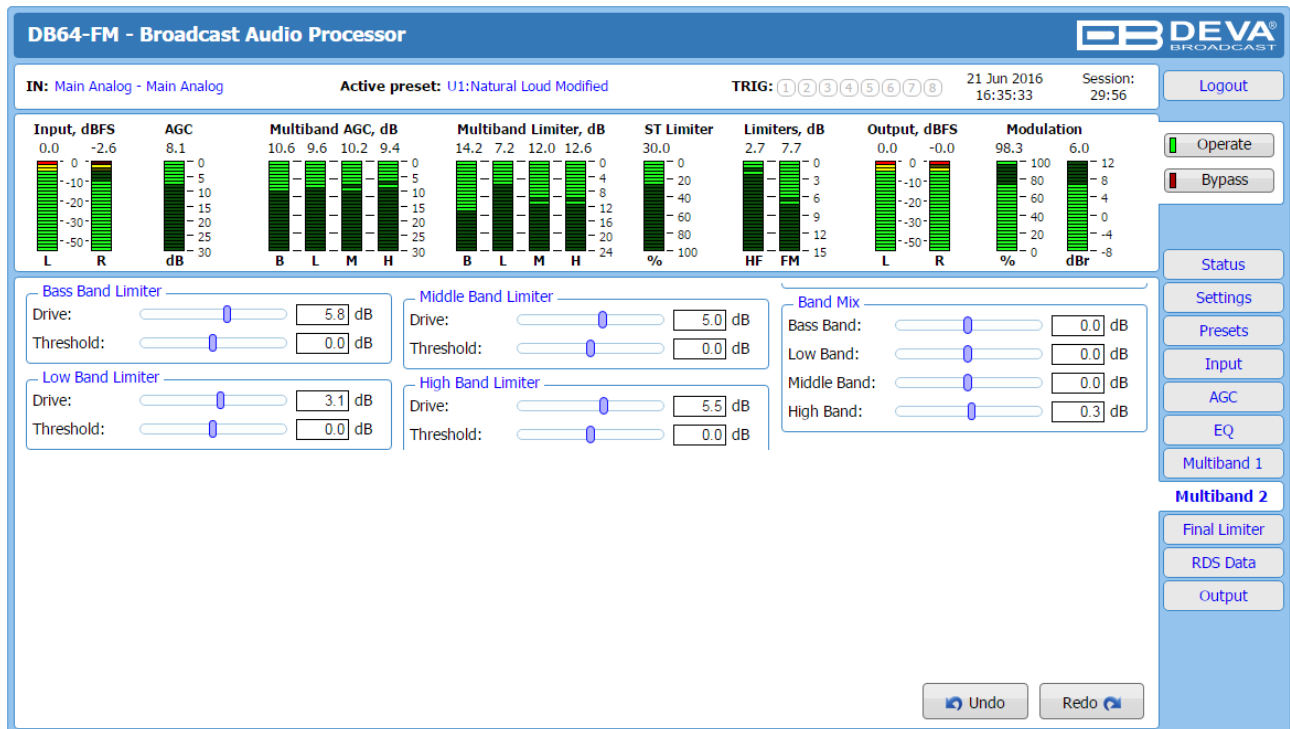 DB64-FM - Broadcast Audio Processor
DEVA®
BROADCAST
IN: Main Analog - Main Analog
Active preset: U1:Natural Loud Modified
TRIG: 1 2 3 4 5 6 7 8
21 Jun 2016
16:35:33
Session:
29:56
Logout
Input, dBFS
0.0 -2.6
0
-10
-20
-30
-50
L R
AGC
8.1
0
5
10
15
20
25
30
dB
Multiband AGC, dB
10.6 9.6 10.2 9.4
0
5
10
15
20
25
30
B L M H
Multiband Limiter, dB
14.2 7.2 12.0 12.6
0
4
8
12
16
20
24
B L M H
ST Limiter
30.0
0
20
40
60
80
100
%
Limiters, dB
2.7 7.7
0
3
6
9
12
15
HF FM
Output, dBFS
0.0 -0.0
0
-10
-20
-30
-50
L R
Modulation
98.3 6.0
100 12
80 8
60 4
40 0
20 -4
0 -8
% dBr
Operate
Bypass
Bass Band Limiter
Drive: 5.8 dB
Threshold: 0.0 dB
Low Band Limiter
Drive: 3.1 dB
Threshold: 0.0 dB
Middle Band Limiter
Drive: 5.0 dB
Threshold: 0.0 dB
High Band Limiter
Drive: 5.5 dB
Threshold: 0.0 dB
Band Mix
Bass Band: 0.0 dB
Low Band: 0.0 dB
Middle Band: 0.0 dB
High Band: 0.3 dB
Status
Settings
Presets
Input
AGC
EQ
Multiband 1
Multiband 2
Final Limiter
RDS Data
Output
Undo
Redo